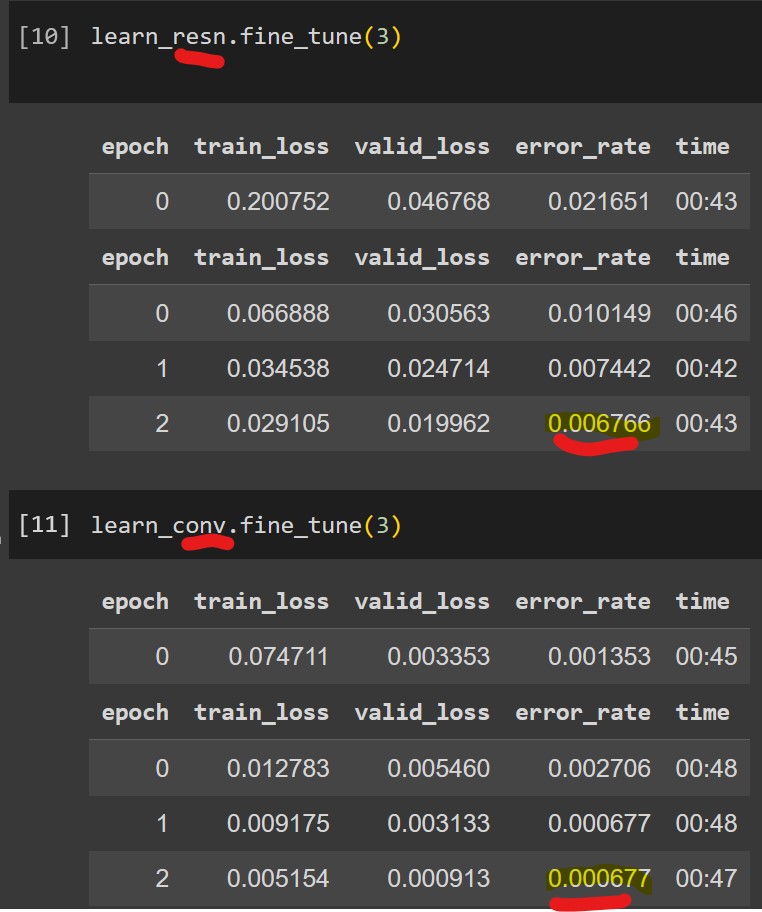 [10] learn_resn.fine_tune(3)
epoch train_loss valid_loss error_rate time
0 0.200752 0.046768 0.021651 00:43
epoch train_loss valid_loss error_rate time
0 0.066888 0.030563 0.010149 00:46
1 0.034538 0.024714 0.007442 00:42
2 0.029105 0.019962 0.006766 00:43
[11] learn_conv.fine_tune(3)
epoch train_loss valid_loss error_rate time
0 0.074711 0.003353 0.001353 00:45
epoch train_loss valid_loss error_rate time
0 0.012783 0.005460 0.002706 00:48
1 0.009175 0.003133 0.000677 00:48
2 0.005154 0.000913 0.000677 00:47